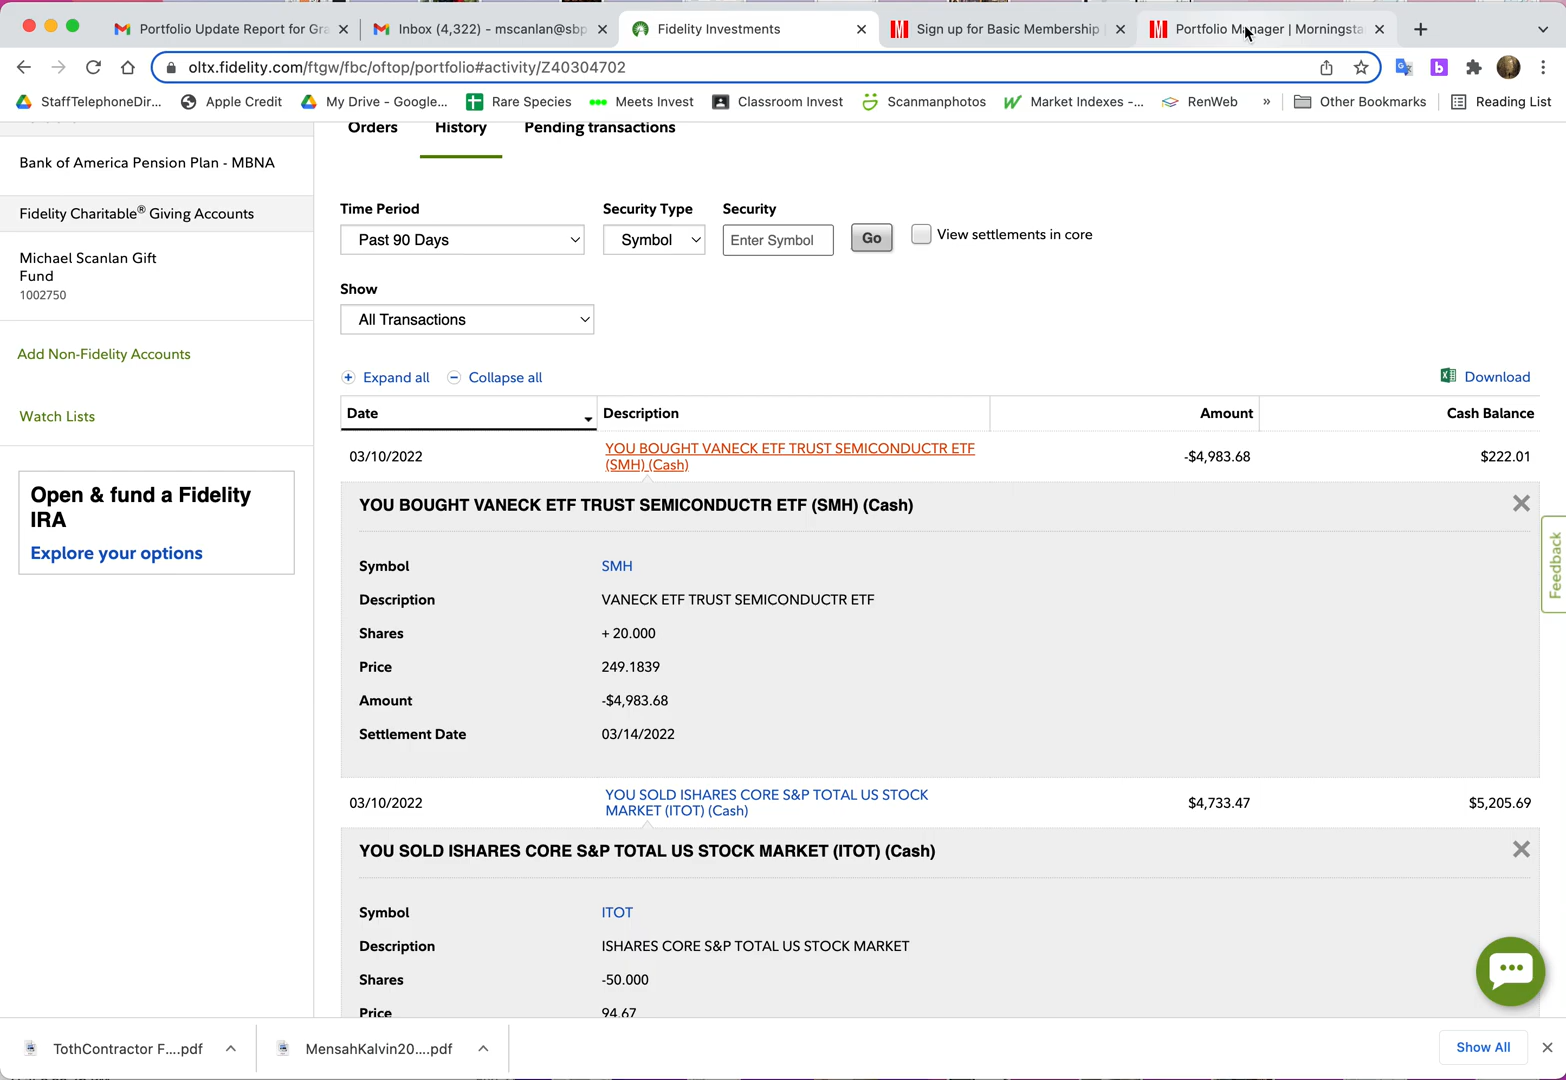 Portfolio Update Report for Gra
Inbox (4,322) - mscanlan@sbp
Fidelity Investments
Sign up for Basic Membership
Portfolio Manager | Morningsta
oltx.fidelity.com/ftgw/fbc/oftop/portfolio#activity/Z40304702
StaffTelephoneDir...
Apple Credit
My Drive - Google...
Rare Species
Meets Invest
Classroom Invest
Scanmanphotos
Market Indexes -...
RenWeb
»
Other Bookmarks
Reading List
Orders
History
Pending transactions
Bank of America Pension Plan - MBNA
Fidelity Charitable® Giving Accounts
Michael Scanlan Gift
Fund
1002750
Add Non-Fidelity Accounts
Watch Lists
Open & fund a Fidelity
IRA
Explore your options
Time Period
Security Type
Security
Past 90 Days
Symbol
Enter Symbol
Go
View settlements in core
Show
All Transactions
Expand all
Collapse all
Download
Date
Description
Amount
Cash Balance
03/10/2022
YOU BOUGHT VANECK ETF TRUST SEMICONDUCTR ETF
(SMH) (Cash)
-$4,983.68
$222.01
YOU BOUGHT VANECK ETF TRUST SEMICONDUCTR ETF (SMH) (Cash)
Symbol
SMH
Description
VANECK ETF TRUST SEMICONDUCTR ETF
Shares
+ 20.000
Price
249.1839
Amount
-$4,983.68
Settlement Date
03/14/2022
03/10/2022
YOU SOLD ISHARES CORE S&P TOTAL US STOCK
MARKET (ITOT) (Cash)
$4,733.47
$5,205.69
YOU SOLD ISHARES CORE S&P TOTAL US STOCK MARKET (ITOT) (Cash)
Symbol
ITOT
Description
ISHARES CORE S&P TOTAL US STOCK MARKET
Shares
-50.000
Price
94.67
Feedback
TothContractor F....pdf
MensahKalvin20....pdf
Show All